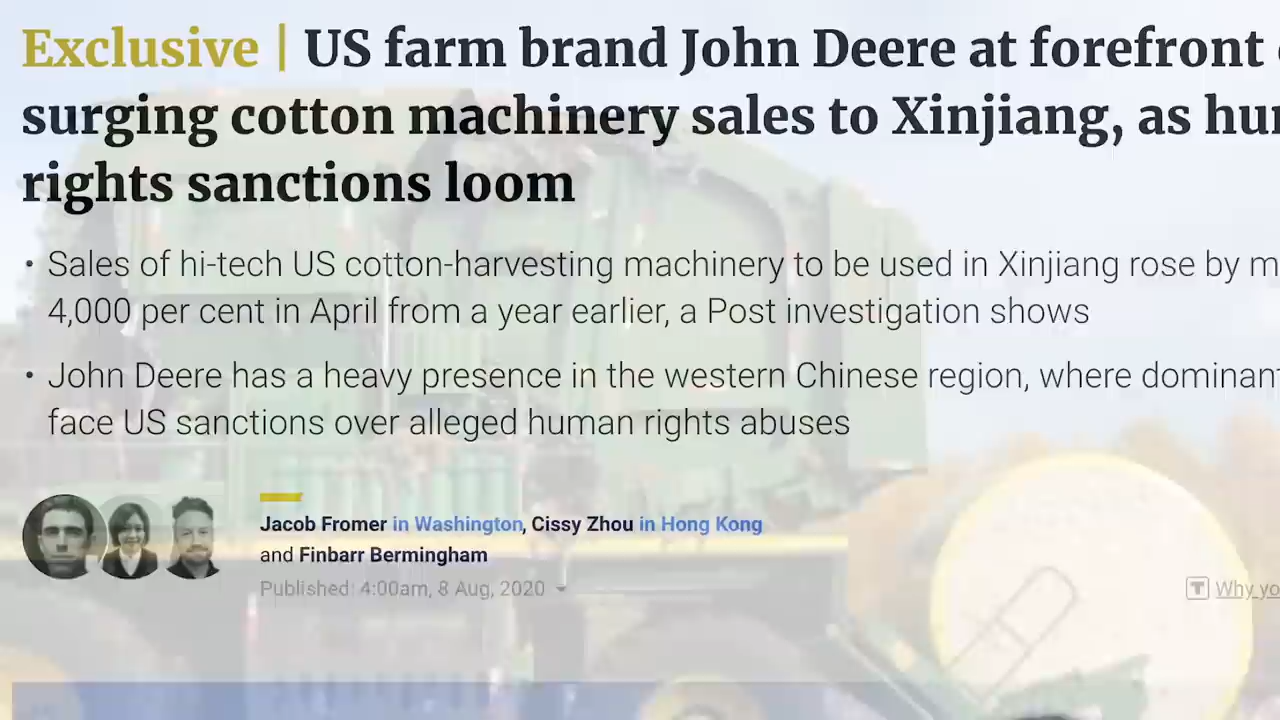 Exclusive | US farm brand John Deere at forefront
surging cotton machinery sales to Xinjiang, as
rights sanctions loom
• Sales of hi-tech US cotton-harvesting machinery to be used in Xinjiang rose by
4,000 per cent in April from a year earlier, a Post investigation shows
• John Deere has a heavy presence in the western Chinese region, where dominant
face US sanctions over alleged human rights abuses
Jacob Fromer in Washington, Cissy Zhou in Hong Kong
and Finbarr Bermingham
Published: 4:00am, 8 Aug, 2020
T Why